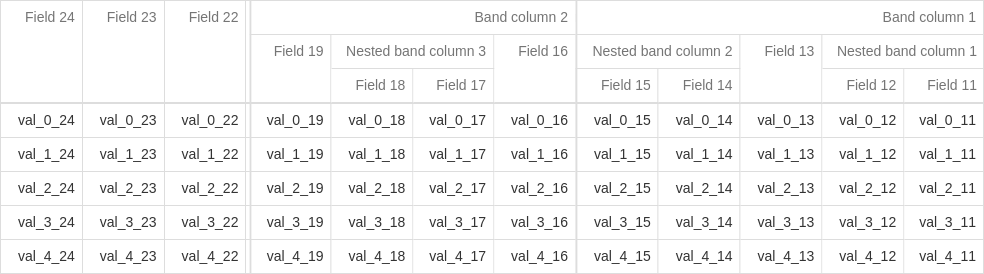 Field 24 Field 23 Field 22 Band column 2 Band column 1
Field 19 Nested band column 3 Field 16 Nested band column 2 Field 13 Nested band column 1
Field 18 Field 17 Field 15 Field 14 Field 12 Field 11
val_0_24 val_0_23 val_0_22 val_0_19 val_0_18 val_0_17 val_0_16 val_0_15 val_0_14 val_0_13 val_0_12 val_0_11
val_1_24 val_1_23 val_1_22 val_1_19 val_1_18 val_1_17 val_1_16 val_1_15 val_1_14 val_1_13 val_1_12 val_1_11
val_2_24 val_2_23 val_2_22 val_2_19 val_2_18 val_2_17 val_2_16 val_2_15 val_2_14 val_2_13 val_2_12 val_2_11
val_3_24 val_3_23 val_3_22 val_3_19 val_3_18 val_3_17 val_3_16 val_3_15 val_3_14 val_3_13 val_3_12 val_3_11
val_4_24 val_4_23 val_4_22 val_4_19 val_4_18 val_4_17 val_4_16 val_4_15 val_4_14 val_4_13 val_4_12 val_4_11